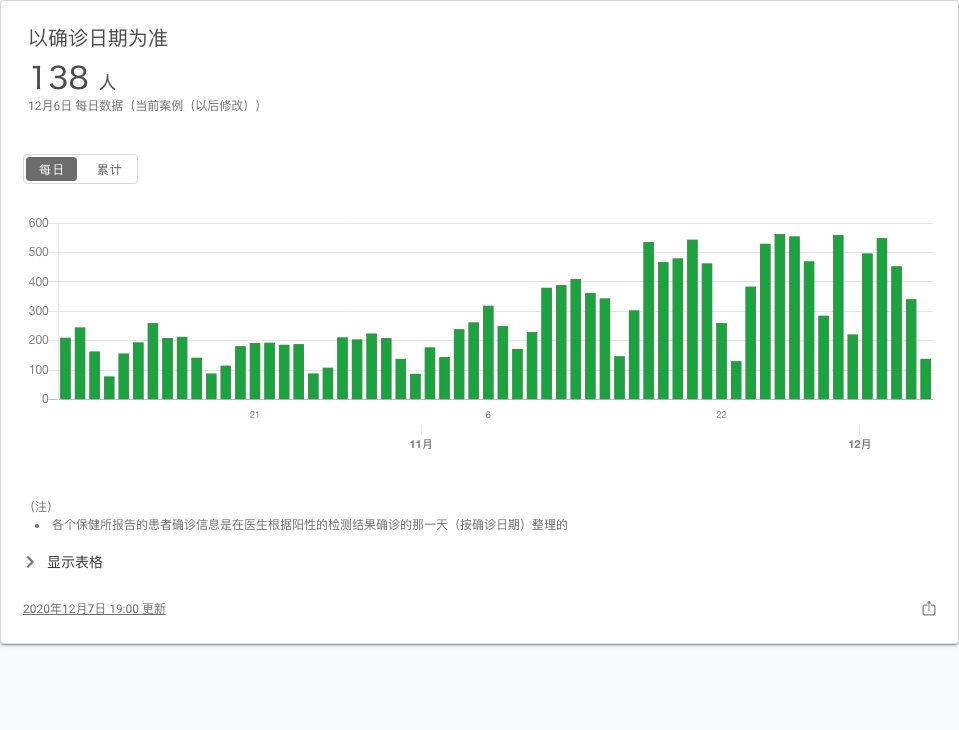 以确诊日期为准
138 人
12月6日 每日数据（当前案例（以后修改））
每日 累计
600
500
400
300
200
100
0
21 6 22
11月 12月
（注）
• 各个保健所报告的患者确诊信息是在医生根据阳性的检测结果确诊的那一天（按确诊日期）整理的
显示表格
2020年12月7日 19:00 更新